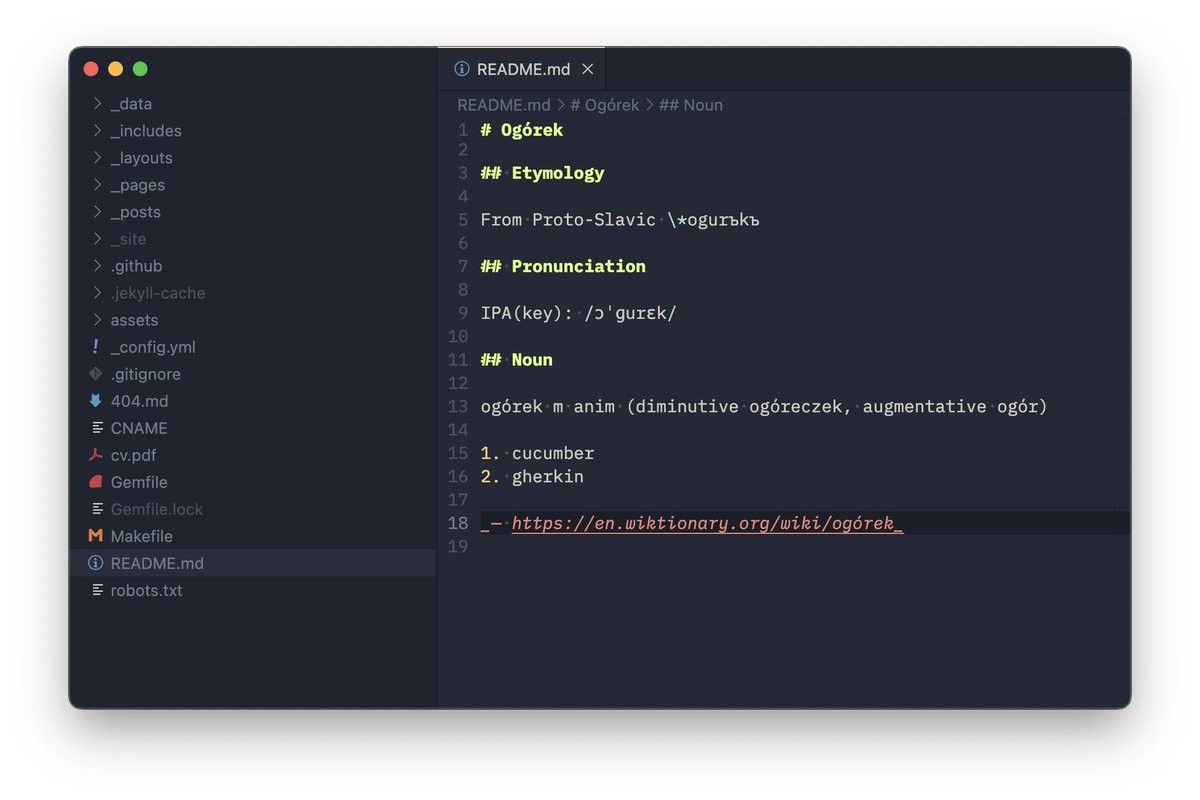 _data
_includes
_layouts
_pages
_posts
_site
.github
.jekyll-cache
assets
_config.yml
.gitignore
404.md
CNAME
cv.pdf
Gemfile
Gemfile.lock
Makefile
README.md
robots.txt
README.md
README.md > # Ogórek > ## Noun
1 # Ogórek
2
3 ## Etymology
4
5 From Proto-Slavic \*ogurъkъ
6
7 ## Pronunciation
8
9 IPA(key): /ɔˈɡurɛk/
10
11 ## Noun
12
13 ogórek m anim (diminutive ogóreczek, augmentative ogór)
14
15 1. cucumber
16 2. gherkin
17
18 _— https://en.wiktionary.org/wiki/ogórek_
19